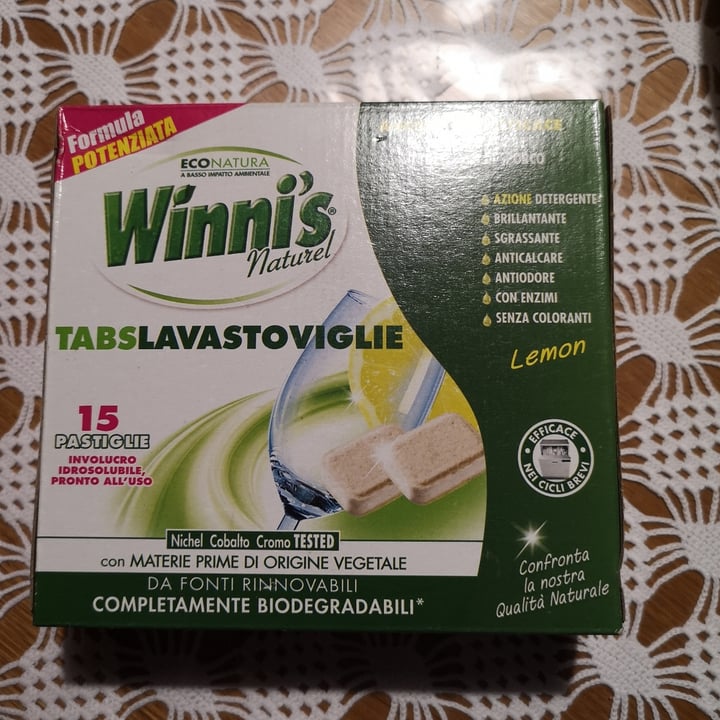 Formula
POTENZIATA
ECONATURA
A BASSO IMPATTO AMBIENTALE
Winni's®
Naturel
TABSLAVASTOVIGLIE
15
PASTIGLIE
INVOLUCRO
IDROSOLUBILE,
PRONTO ALL'USO
AZIONE DETERGENTE
BRILLANTANTE
SGRASSANTE
ANTICALCARE
ANTIODORE
CON ENZIMI
SENZA COLORANTI
Lemon
EFFICACE
NEI CICLI BREVI
Confronta
la nostra
Qualità Naturale
Nichel Cobalto Cromo TESTED
con MATERIE PRIME DI ORIGINE VEGETALE
DA FONTI RINNOVABILI
COMPLETAMENTE BIODEGRADABILI*